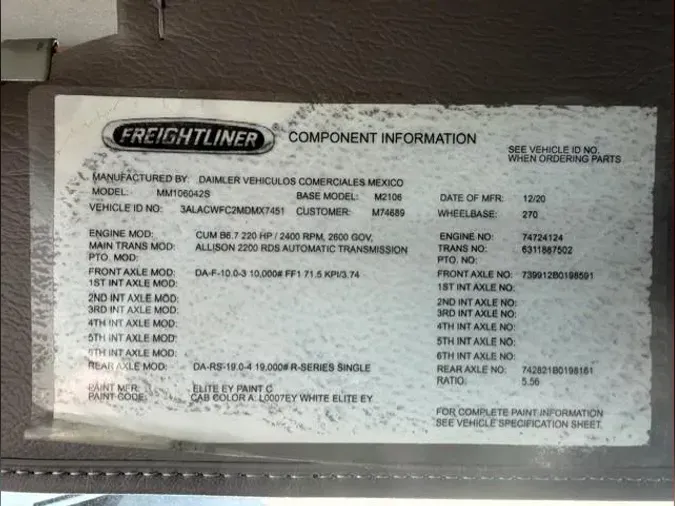 FREIGHTLINER® COMPONENT INFORMATION
SEE VEHICLE ID NO.
WHEN ORDERING PARTS
MANUFACTURED BY: DAIMLER VEHICULOS COMERCIALES MEXICO
MODEL: MM106042S BASE MODEL: M2106 DATE OF MFR: 12/20
VEHICLE ID NO: 3ALACWFC2MDMX7451 CUSTOMER: M74689 WHEELBASE: 270
ENGINE MOD: CUM B6.7 220 HP / 2400 RPM, 2600 GOV, ENGINE NO: 74724124
MAIN TRANS MOD: ALLISON 2200 RDS AUTOMATIC TRANSMISSION TRANS NO: 6311887502
PTO. MOD: PTO. NO:
FRONT AXLE MOD: DA-F-10.0-3 10,000# FF1 71.5 KPI/3.74 FRONT AXLE NO: 739912B0198591
1ST INT AXLE MOD: 1ST INT AXLE NO:
2ND INT AXLE MOD: 2ND INT AXLE NO:
3RD INT AXLE MOD: 3RD INT AXLE NO:
4TH INT AXLE MOD: 4TH INT AXLE NO:
5TH INT AXLE MOD: 5TH INT AXLE NO:
6TH INT AXLE MOD: 6TH INT AXLE NO:
REAR AXLE MOD: DA-RS-19.0-4 19,000# R-SERIES SINGLE REAR AXLE NO: 742821B0198161
RATIO: 5.56
PAINT MFR: ELITE EY PAINT C
PAINT CODE: CAB COLOR A: L0007EY WHITE ELITE EY
FOR COMPLETE PAINT INFORMATION
SEE VEHICLE SPECIFICATION SHEET.